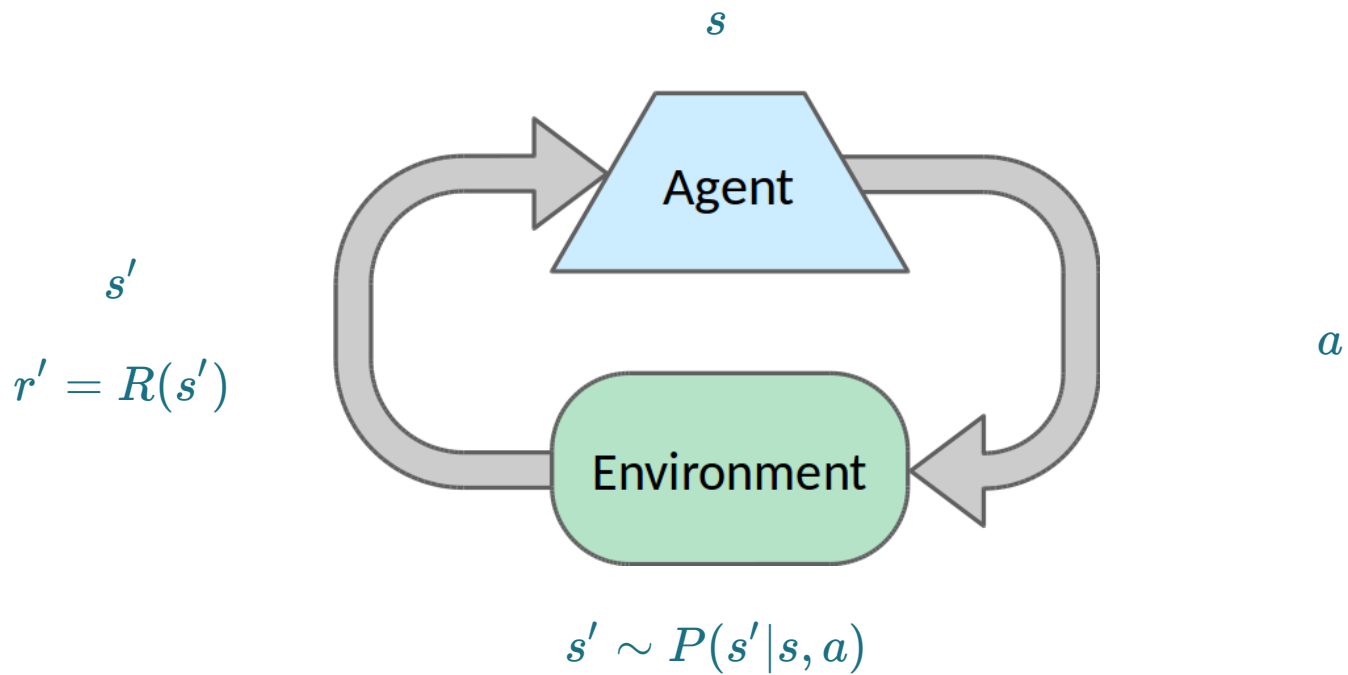 s
Agent
s′
a
r′ = R(s′)
Environment
s′ ∼ P(s′|s, a)